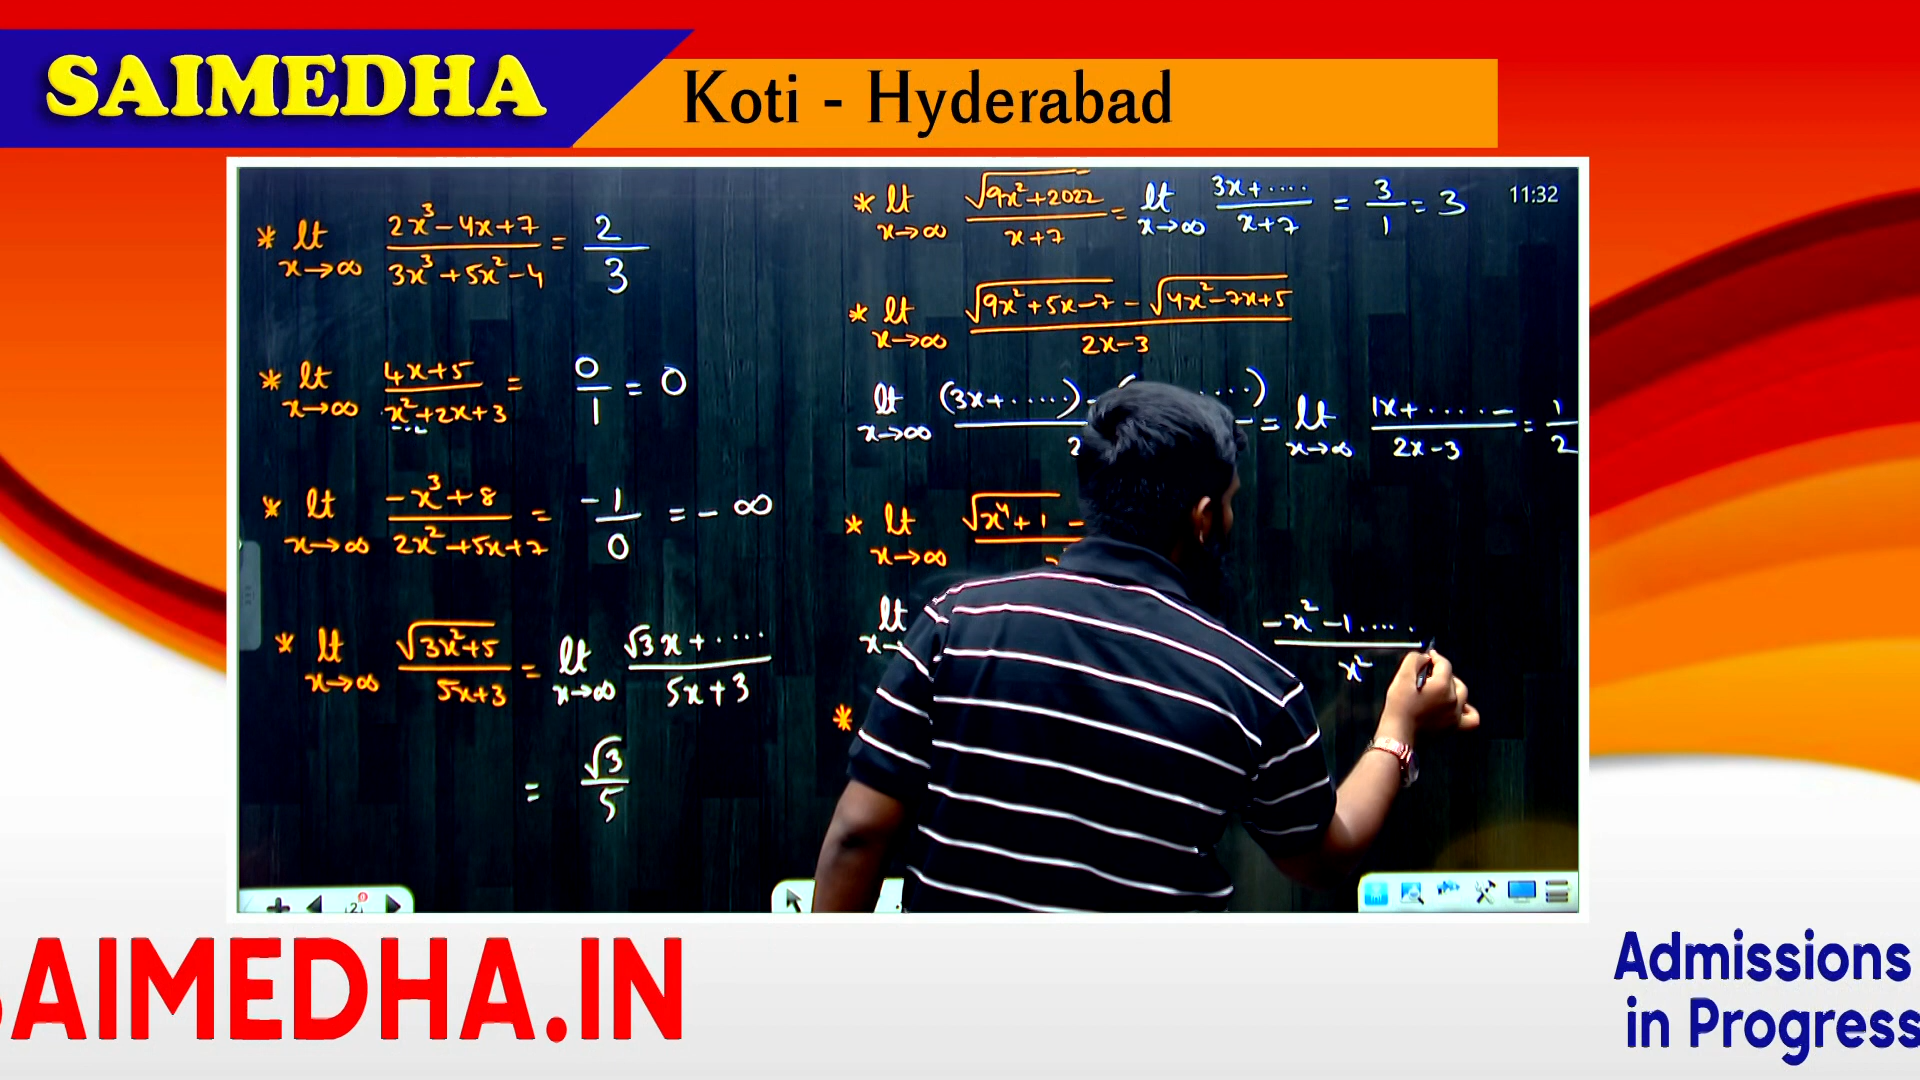 SAIMEDHA
Koti - Hyderabad
* lt x→∞ (2x³-4x+7)/(3x³+5x²-4) = 2/3
* lt x→∞ (4x+5)/(x²+2x+3) = 0/1 = 0
* lt x→∞ (-x³+8)/(2x²+5x+7) = -1/0 = -∞
* lt x→∞ √(3x²+5)/(5x+3) = lt x→∞ (√3x+....)/(5x+3)
= √3/5
11:32
* lt x→∞ √(9x²+2022)/(x+7) = lt x→∞ (3x+....)/(x+7) = 3/1 = 3
* lt x→∞ (√(9x²+5x-7) - √(4x²-7x+5))/(2x-3)
lt x→∞ (3x+.....)- ( ....)/2 = lt x→∞ (1x+.....-)/(2x-3) = 1/2
* lt x→∞ √(x⁴+1) -
lt x→ (-x²-1.....)/x²
*
AIMEDHA.IN
Admissions
in Progress